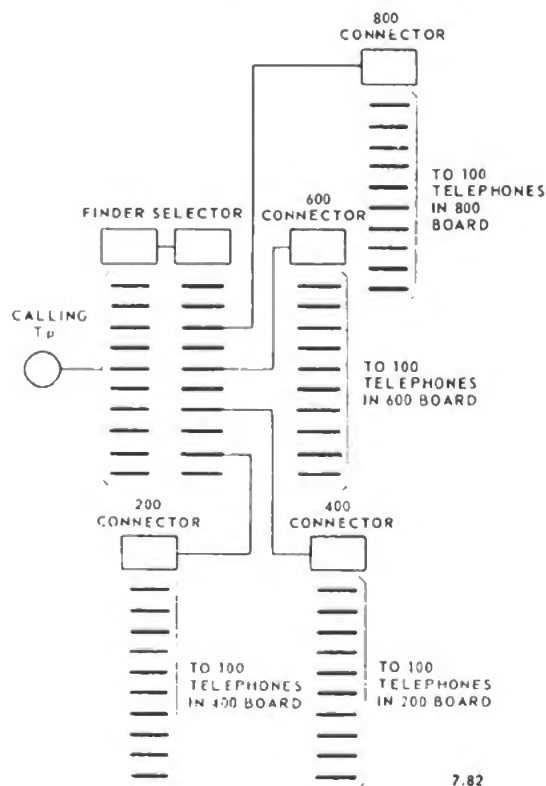 800
CONNECTOR
TO 100
TELEPHONES
IN 800
BOARD
FINDER SELECTOR
600
CONNECTOR
CALLING
Tp
TO 100
TELEPHONES
IN 600 BOARD
200
CONNECTOR
400
CONNECTOR
TO 100
TELEPHONES
IN 400 BOARD
TO 100
TELEPHONES
IN 200 BOARD
7.82